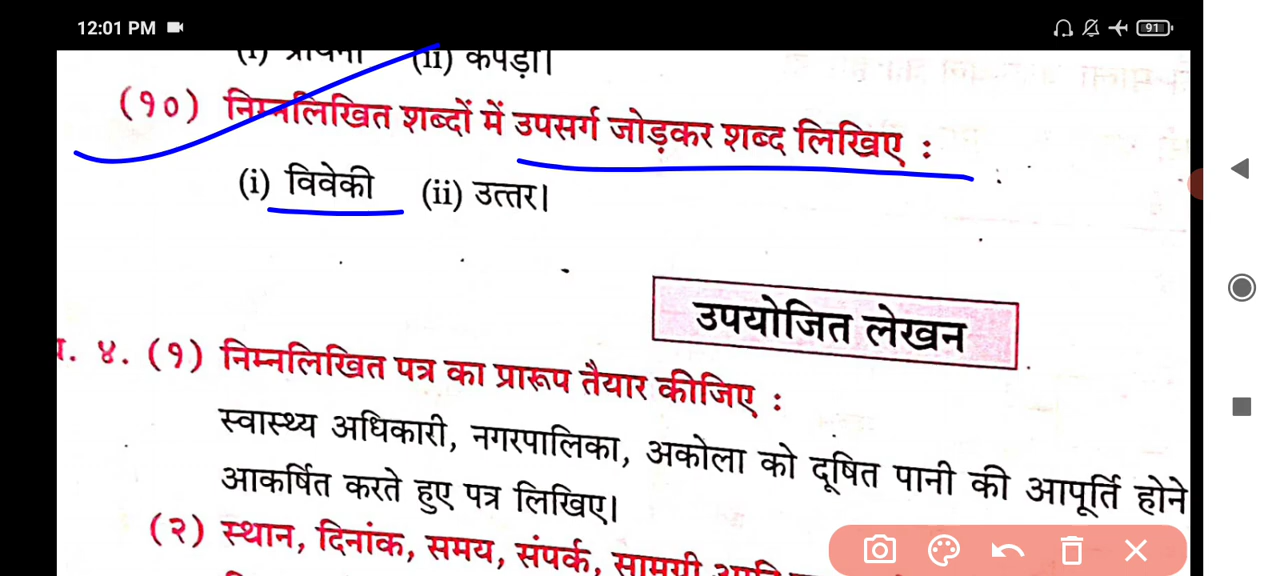 12:01 PM
91
(ii) कपड़ा।
(१०) निम्नलिखित शब्दों में उपसर्ग जोड़कर शब्द लिखिए :
(i) विवेकी (ii) उत्तर।
उपयोजित लेखन
४. (१) निम्नलिखित पत्र का प्रारूप तैयार कीजिए :
स्वास्थ्य अधिकारी, नगरपालिका, अकोला को दूषित पानी की आपूर्ति होने
आकर्षित करते हुए पत्र लिखिए।
(२) स्थान, दिनांक, समय, संपर्क, सामग्री